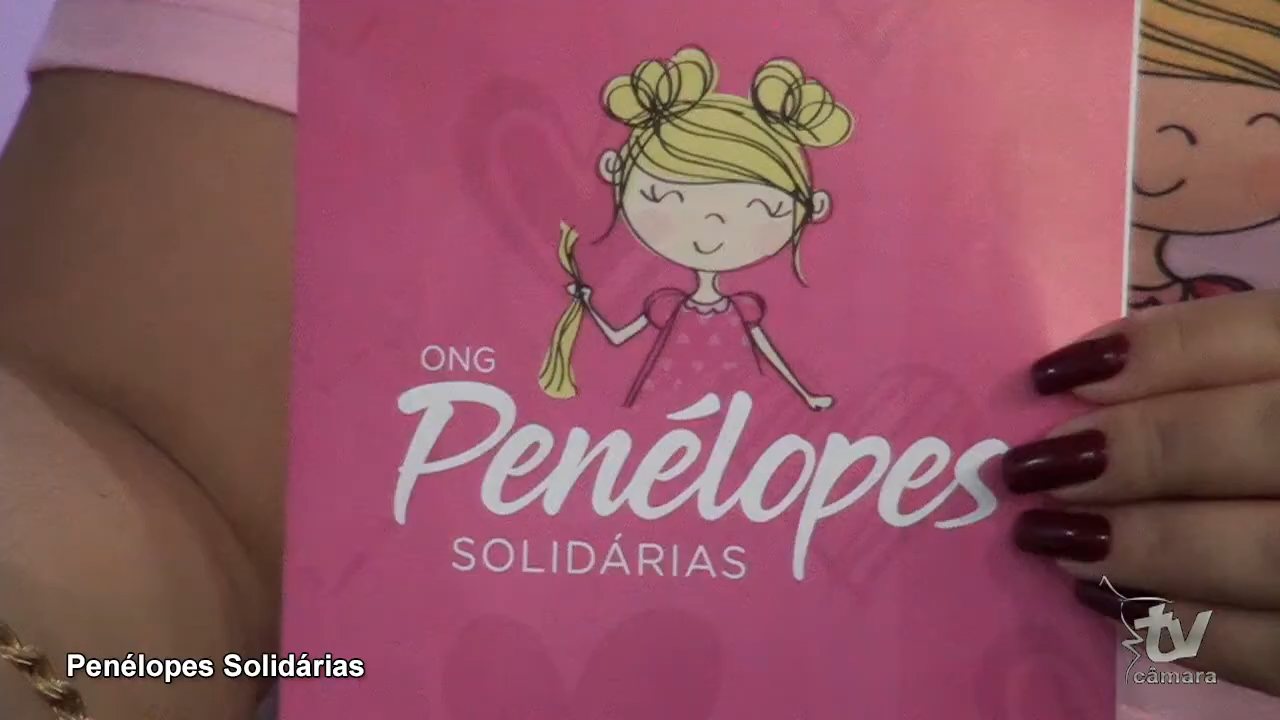 ONG
Penélopes
SOLIDÁRIAS
Penélopes Solidárias
tv
câmara